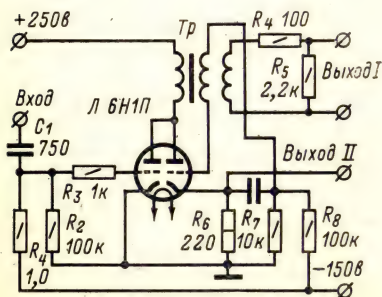 +250в
Тр
R₄ 100
Вход
Л 6Н1П
R₅
2,2к
Выход I
C₁
750
Выход II
R₃ 1к
R₄
1,0
R₂
100к
R₆
220
R₇
10к
R₈
100к
-150в